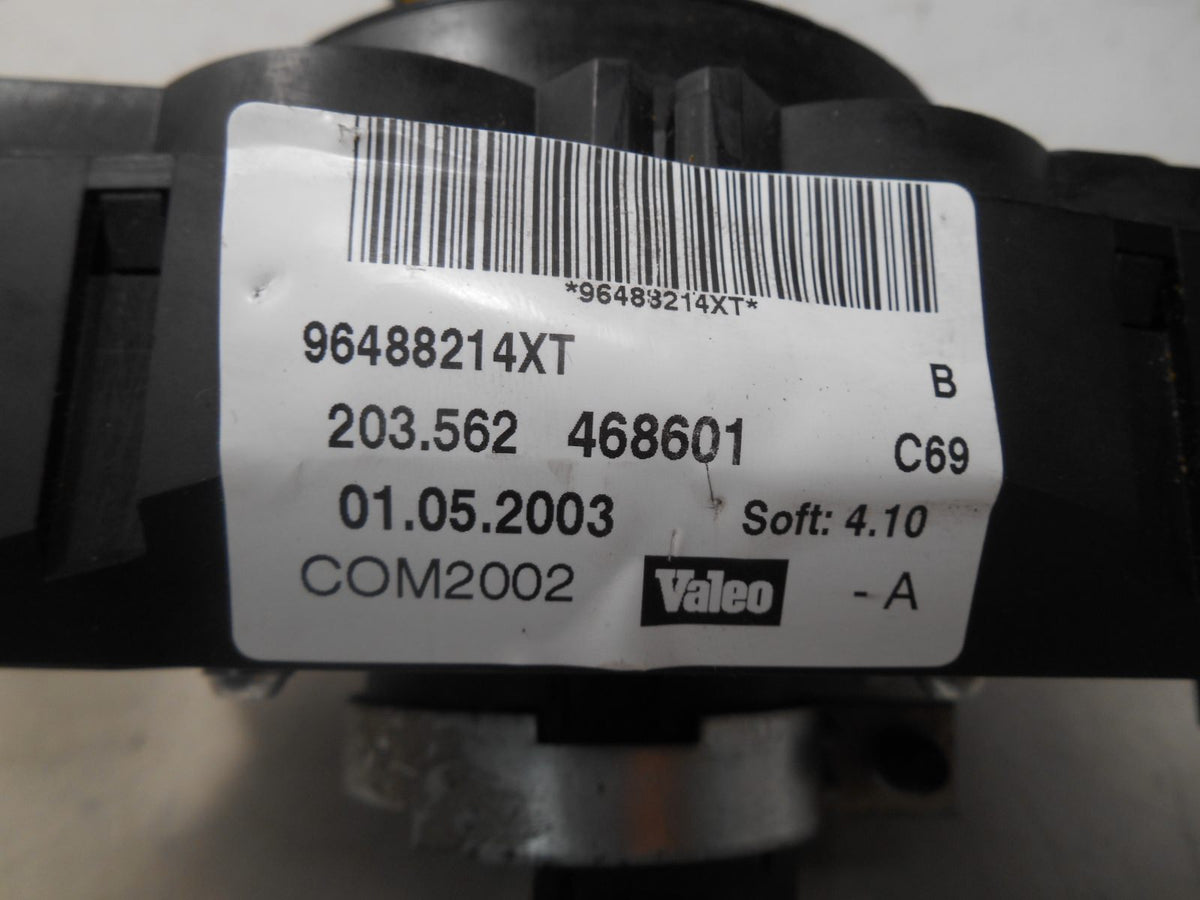 *96488214XT*
96488214XT B
203.562 468601 C69
01.05.2003 Soft: 4.10
COM2002 Valeo - A